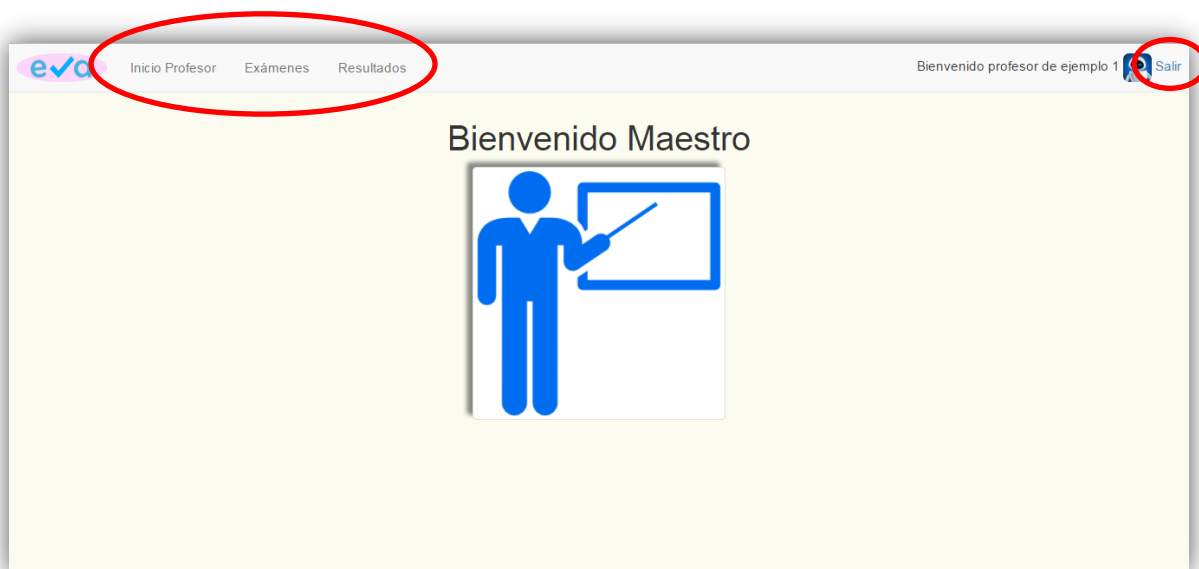 eva Inicio Profesor Exámenes Resultados Bienvenido profesor de ejemplo 1 Salir
Bienvenido Maestro